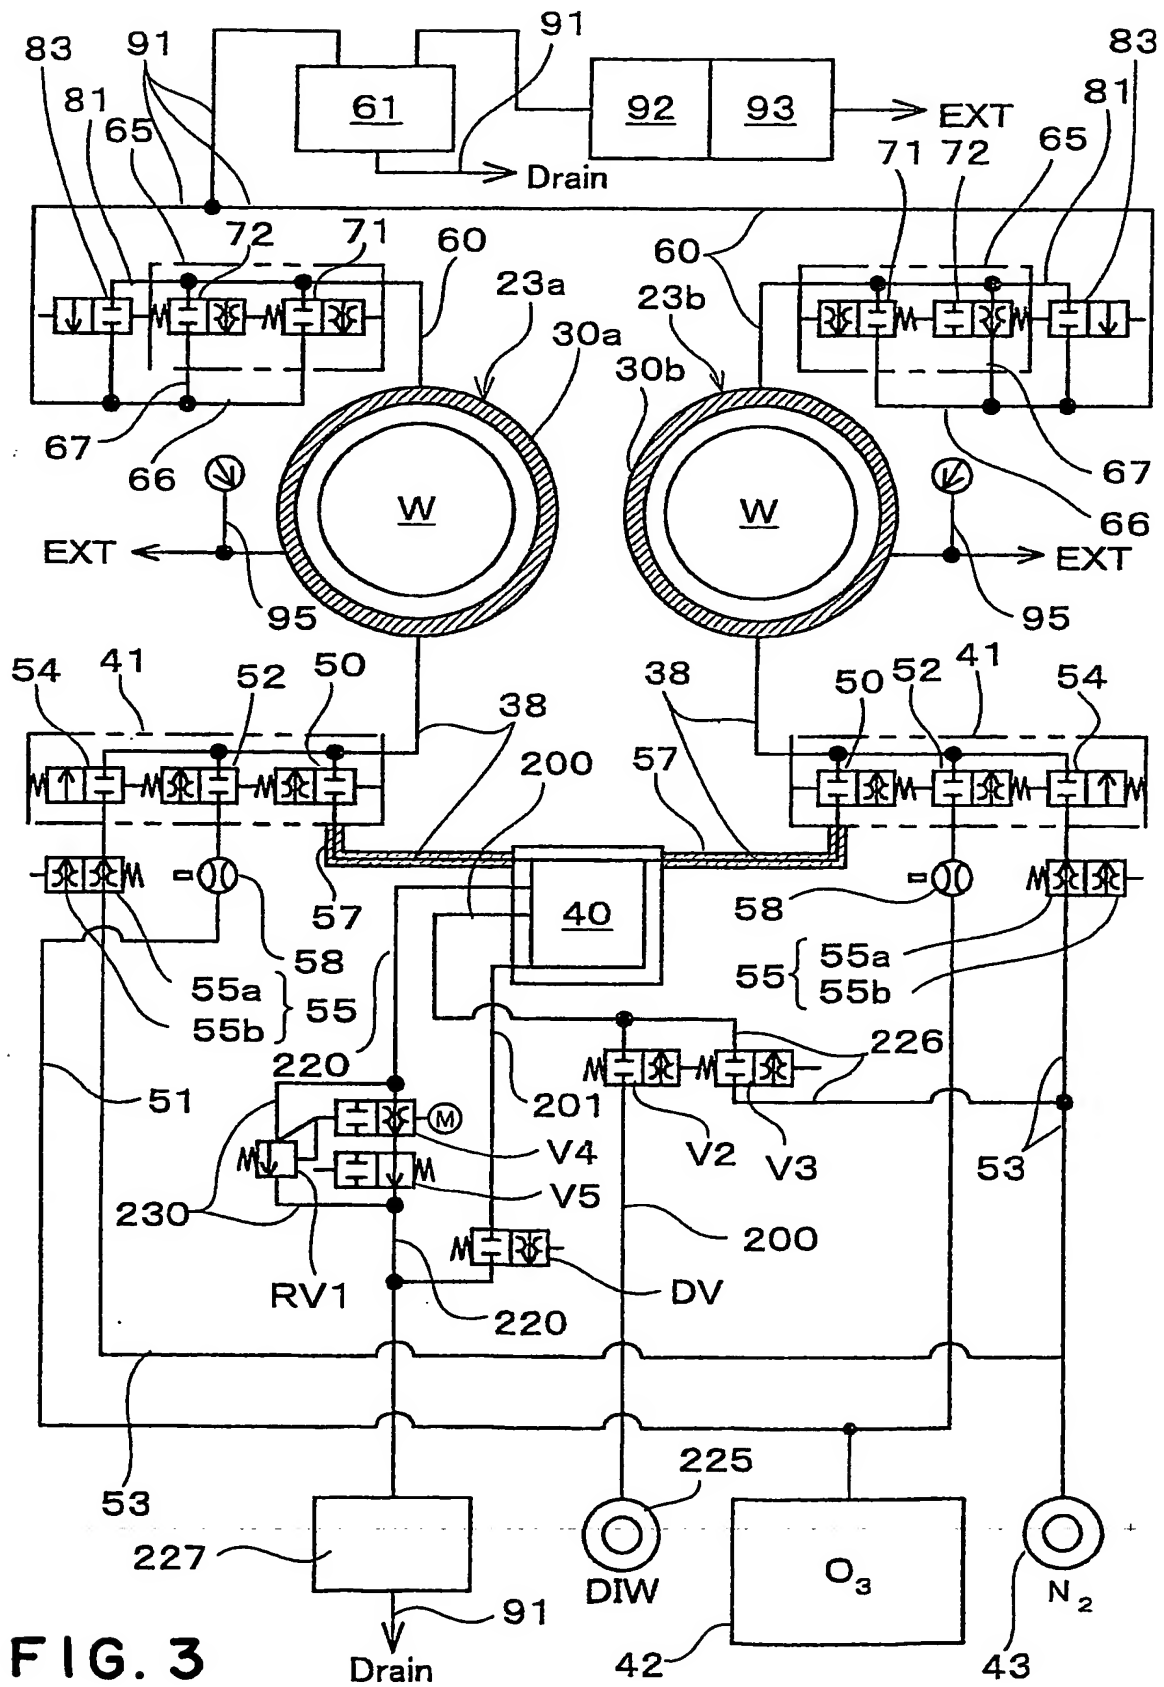 83
91
81
65
61
91
92
93
EXT
83
81
71
72
65
Drain
72
71
60
60
23a
23b
30a
30b
67
66
67
66
W
W
EXT
EXT
95
95
54
41
52
50
38
38
50
52
41
54
200
57
57
40
58
58
55a
55b
55
55
55a
55b
220
51
201
226
M
V4
V5
V2
V3
53
230
RV1
DV
200
220
53
225
227
DIW
O3
N2
91
Drain
42
43
FIG. 3